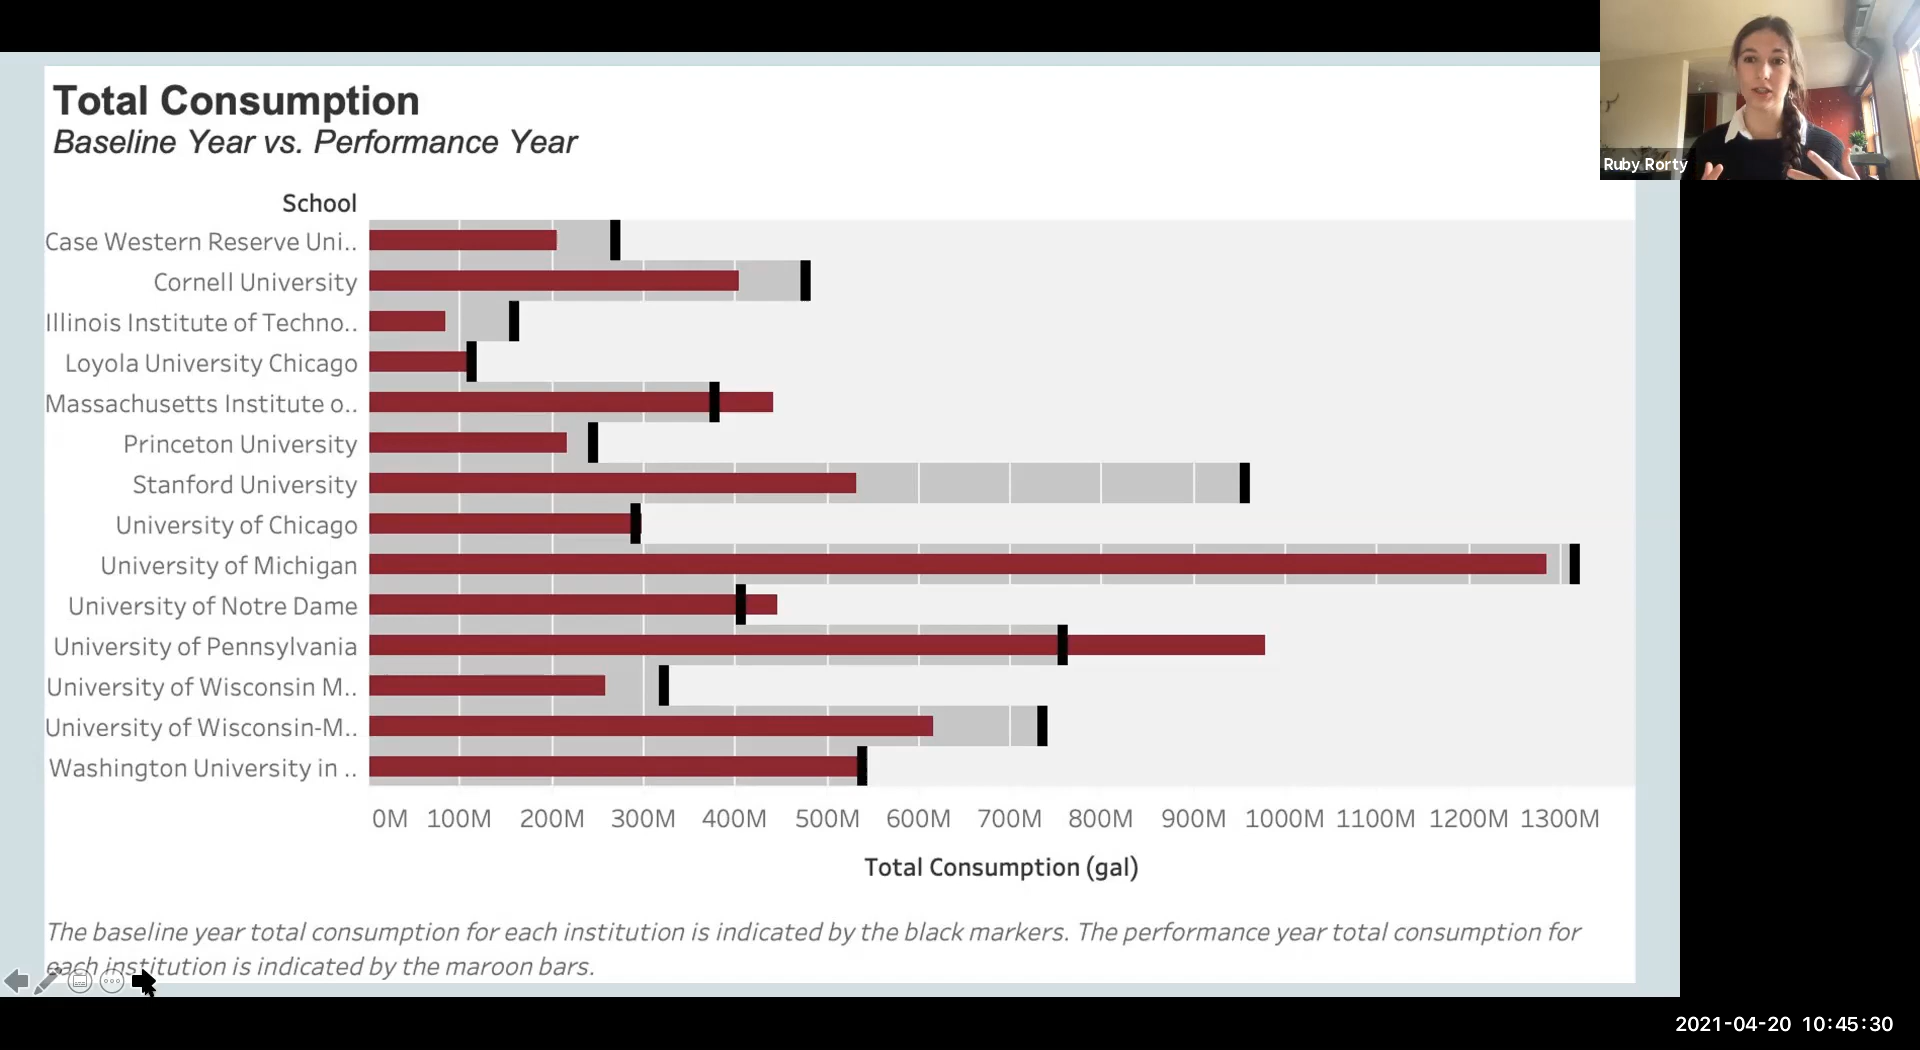 Total Consumption
Baseline Year vs. Performance Year
Ruby Rorty
School
Case Western Reserve Uni..
Cornell University
Illinois Institute of Techno..
Loyola University Chicago
Massachusetts Institute o..
Princeton University
Stanford University
University of Chicago
University of Michigan
University of Notre Dame
University of Pennsylvania
University of Wisconsin M..
University of Wisconsin-M..
Washington University in ..
0M 100M 200M 300M 400M 500M 600M 700M 800M 900M 1000M 1100M 1200M 1300M
Total Consumption (gal)
The baseline year total consumption for each institution is indicated by the black markers. The performance year total consumption for
each institution is indicated by the maroon bars.
2021-04-20 10:45:30